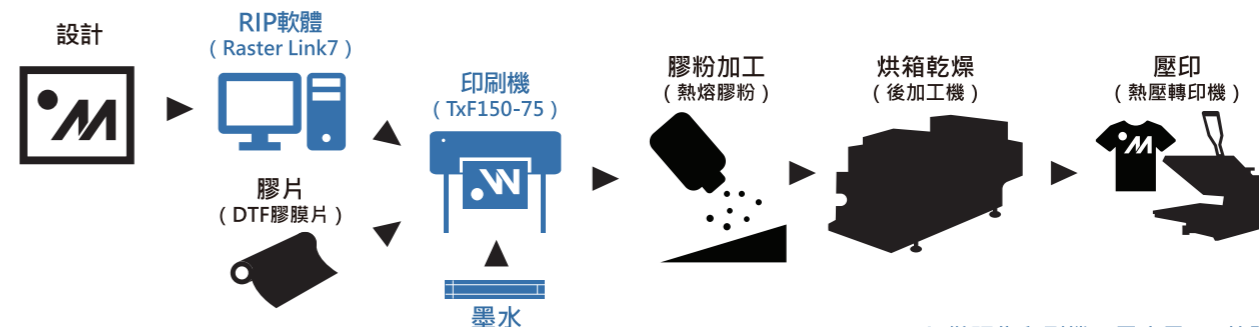 設計
RIP軟體
（Raster Link7）
膠片
（DTF膠膜片）
印刷機
（TxF150-75）
墨水
膠粉加工
（熱熔膠粉）
烘箱乾燥
（後加工機）
壓印
（熱壓轉印機）